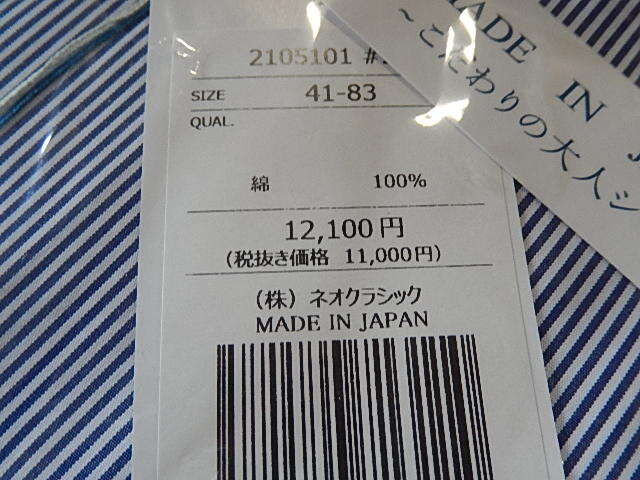 2105101
SIZE 41-83
QUAL.
綿 100%
12,100円
(税抜き価格 11,000円)
(株) ネオクラシック
MADE IN JAPAN
MADE IN
~こだわりの大人シ